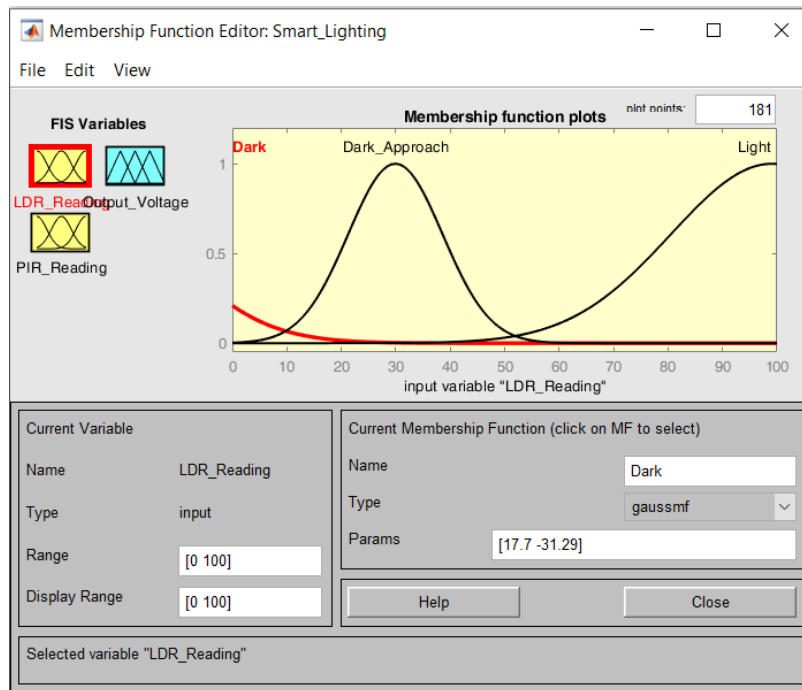 Membership Function Editor: Smart_Lighting
File Edit View
FIS Variables
LDR_Reading
Output_Voltage
PIR_Reading
Membership function plots
plot points:
181
Dark
Dark_Approach
Light
1
0.5
0
0 10 20 30 40 50 60 70 80 90 100
input variable "LDR_Reading"
Current Variable
Name LDR_Reading
Type input
Range [0 100]
Display Range [0 100]
Current Membership Function (click on MF to select)
Name Dark
Type gaussmf
Params [17.7 -31.29]
Help
Close
Selected variable "LDR_Reading"